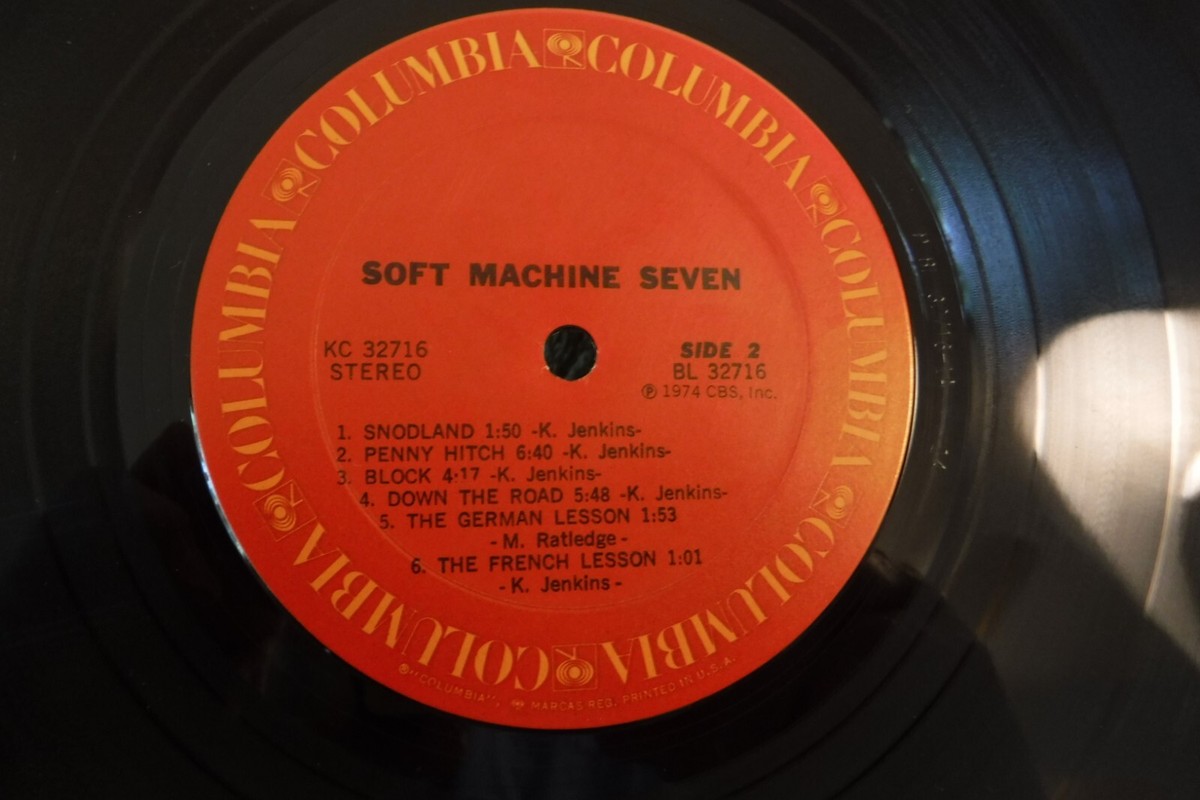 COLUMBIA COLUMBIA COLUMBIA COLUMBIA COLUMBIA COLUMBIA COLUMBIA COLUMBIA
SOFT MACHINE SEVEN
KC 32716
STEREO
SIDE 2
BL 32716
℗ 1974 CBS, Inc.
1. SNODLAND 1:50 -K. Jenkins-
2. PENNY HITCH 6:40 -K. Jenkins-
3. BLOCK 4:17 -K. Jenkins-
4. DOWN THE ROAD 5:48 -K. Jenkins-
5. THE GERMAN LESSON 1:53
- M. Ratledge -
6. THE FRENCH LESSON 1:01
- K. Jenkins -
®"COLUMBIA", MARCAS REG. PRINTED IN U.S.A.